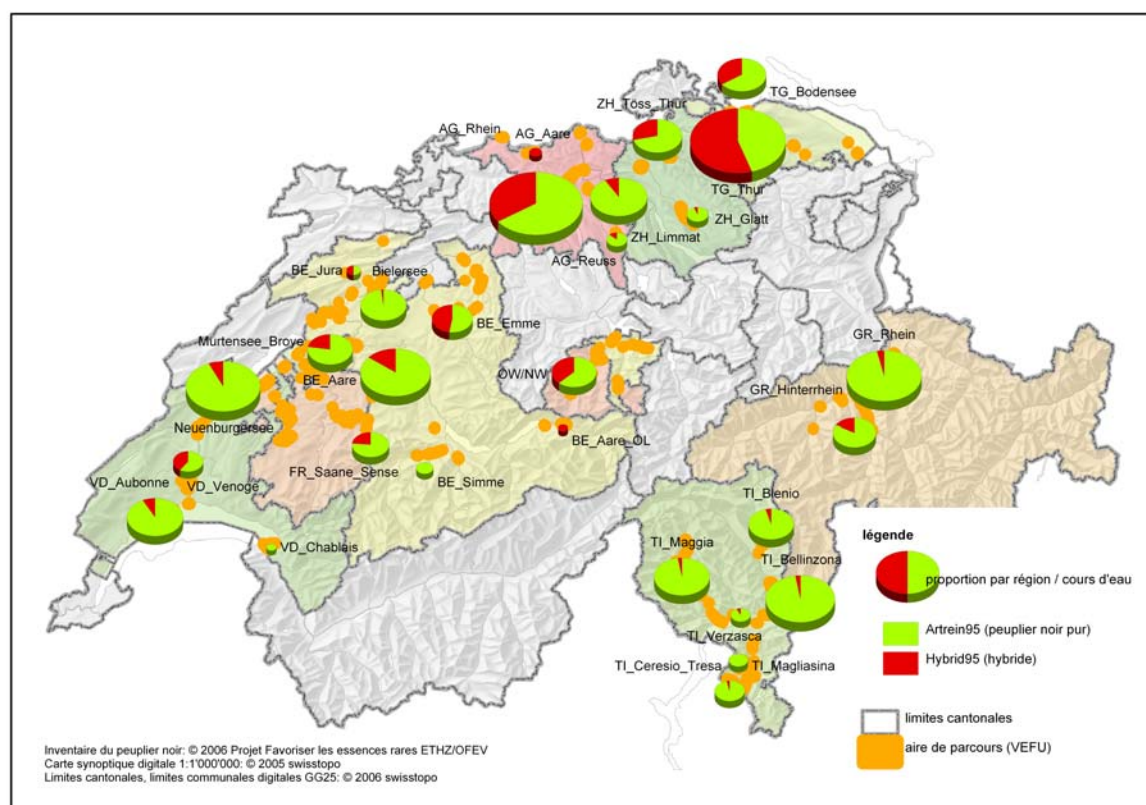 TG_Bodensee
ZH_Töss_Thur
AG_Rhein
AG_Aare
TG_Thur
ZH_Glatt
ZH_Limmat
AG_Reuss
BE_Jura
Bielersee
BE_Emme
Murtensee_Broye
GR_Rhein
BE_Aare
OW/NW
GR_Hinterrhein
Neuenburgersee
BE_Aare_OL
FR_Saane_Sense
BE_Simme
VD_Aubonne
VD_Venoge
TI_Blenio
VD_Chablais
TI_Maggia
TI_Bellinzona
TI_Verzasca
TI_Ceresio_Tresa
TI_Magliasina
légende
proportion par région / cours d'eau
Artrein95 (peuplier noir pur)
Hybrid95 (hybride)
limites cantonales
aire de parcours (VEFU)
Inventaire du peuplier noir: © 2006 Projet Favoriser les essences rares ETHZ/OFEV
Carte synoptique digitale 1:1'000'000: © 2005 swisstopo
Limites cantonales, limites communales digitales GG25: © 2006 swisstopo